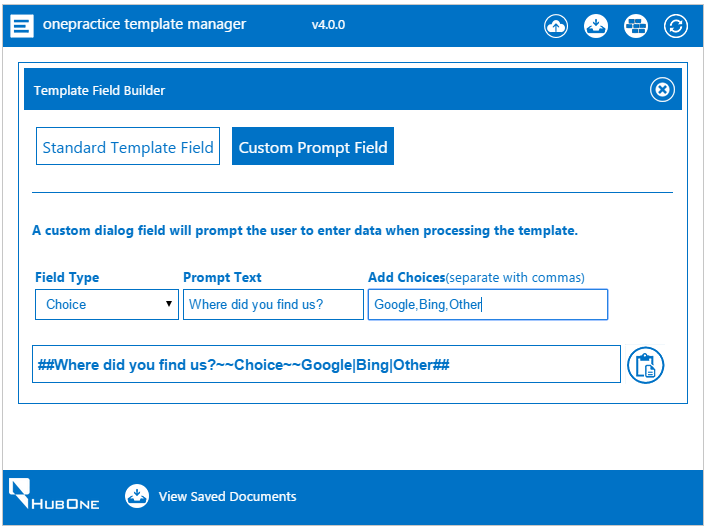 onepractice template manager v4.0.0
Template Field Builder
Standard Template Field Custom Prompt Field
A custom dialog field will prompt the user to enter data when processing the template.
Field Type Prompt Text Add Choices(separate with commas)
Choice Where did you find us? Google,Bing,Other
##Where did you find us?~~Choice~~Google|Bing|Other##
HUBONE View Saved Documents